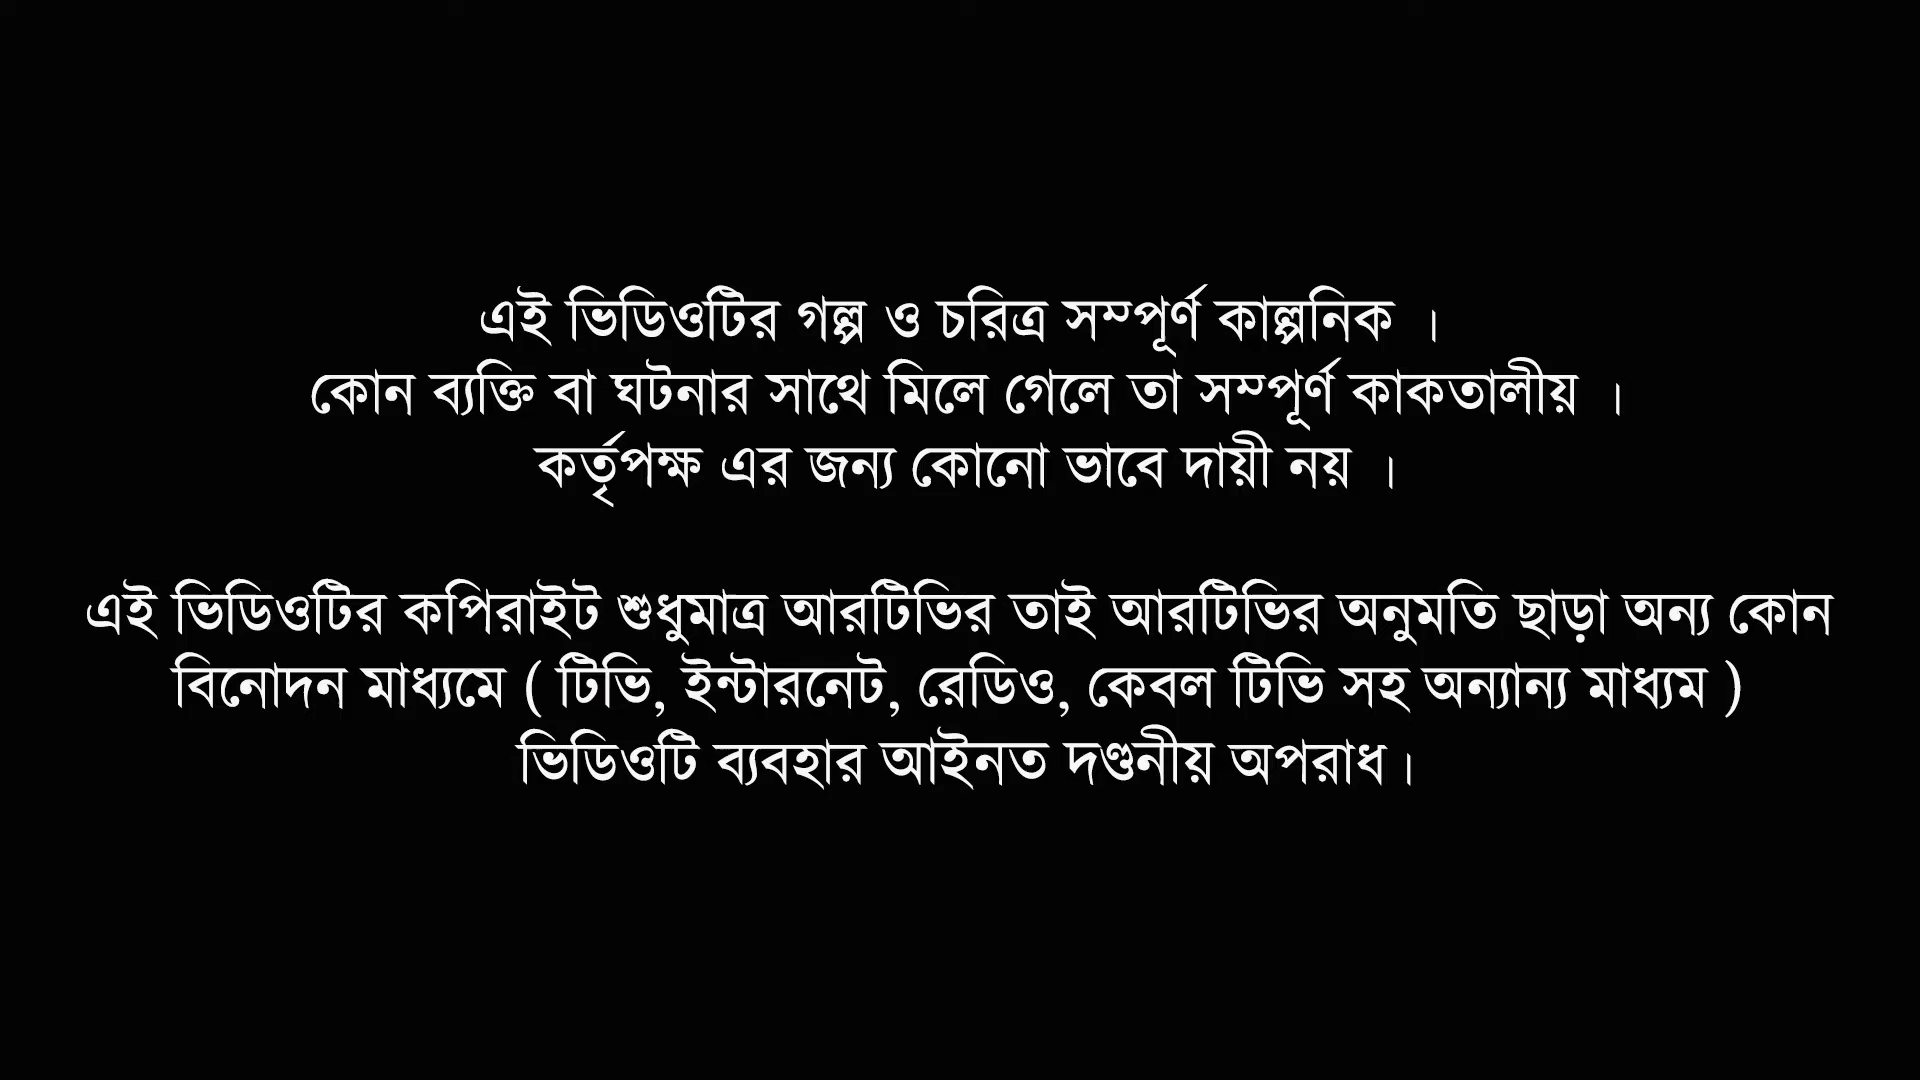 এই ভিডিওটির গল্প ও চরিত্র সম্পূর্ণ কাল্পনিক ।
কোন ব্যক্তি বা ঘটনার সাথে মিলে গেলে তা সম্পূর্ণ কাকতালীয় ।
কর্তৃপক্ষ এর জন্য কোনো ভাবে দায়ী নয় ।
এই ভিডিওটির কপিরাইট শুধুমাত্র আরটিভির তাই আরটিভির অনুমতি ছাড়া অন্য কোন
বিনোদন মাধ্যমে ( টিভি, ইন্টারনেট, রেডিও, কেবল টিভি সহ অন্যান্য মাধ্যম )
ভিডিওটি ব্যবহার আইনত দণ্ডনীয় অপরাধ।